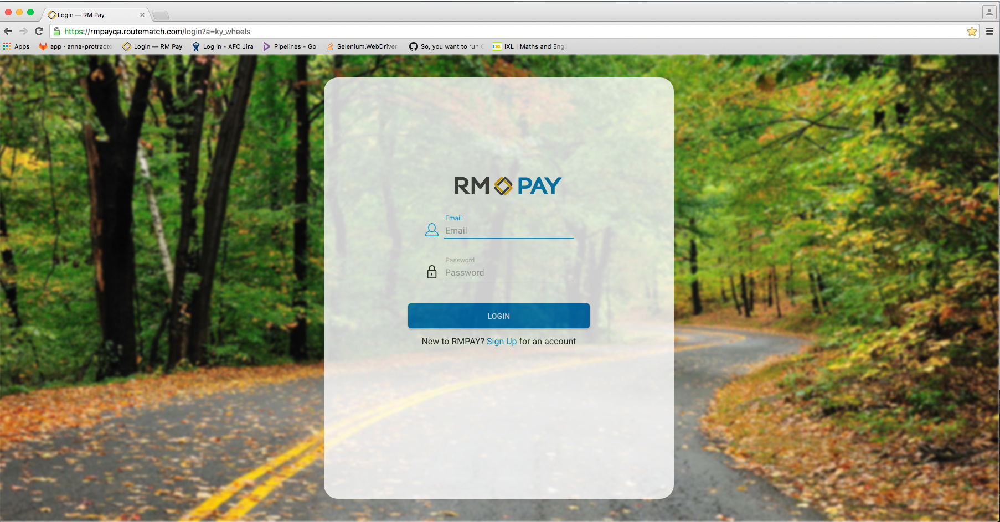 Login — RM Pay
https://rmpayqa.routematch.com/login?a=ky_wheels
Apps app · anna-protracto Login — RM Pay Log in - AFC Jira Pipelines - Go Selenium.WebDriver So, you want to run IXL | Maths and Engl
RM PAY
Email
Email
Password
Password
LOGIN
New to RMPAY? Sign Up for an account